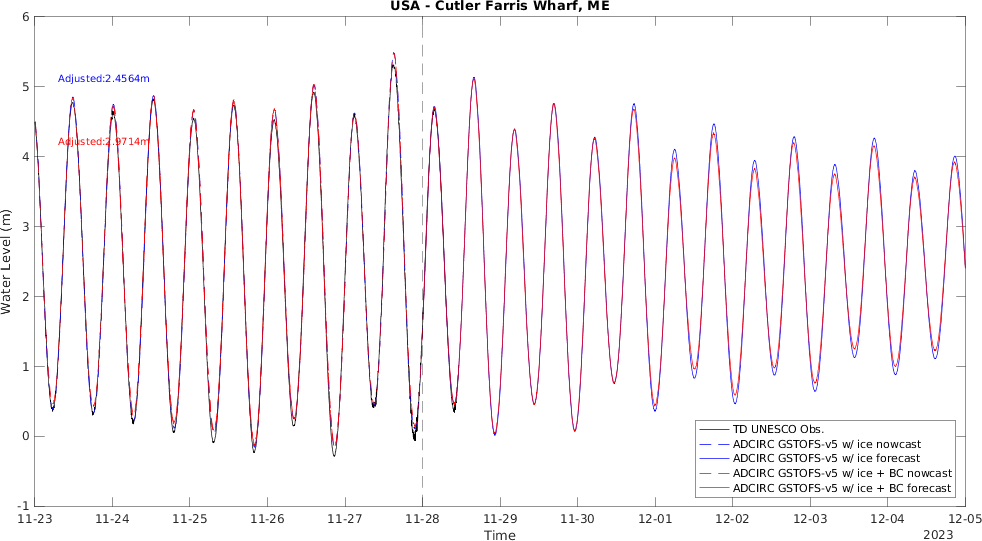 USA - Cutler Farris Wharf, ME
6
5
4
3
2
1
0
-1
Water Level (m)
Adjusted:2.4564m
Adjusted:2.9714m
TD UNESCO Obs.
ADCIRC GSTOFS-v5 w/ ice nowcast
ADCIRC GSTOFS-v5 w/ ice forecast
ADCIRC GSTOFS-v5 w/ ice + BC nowcast
ADCIRC GSTOFS-v5 w/ ice + BC forecast
11-23 11-24 11-25 11-26 11-27 11-28 11-29 11-30 12-01 12-02 12-03 12-04 12-05
Time
2023